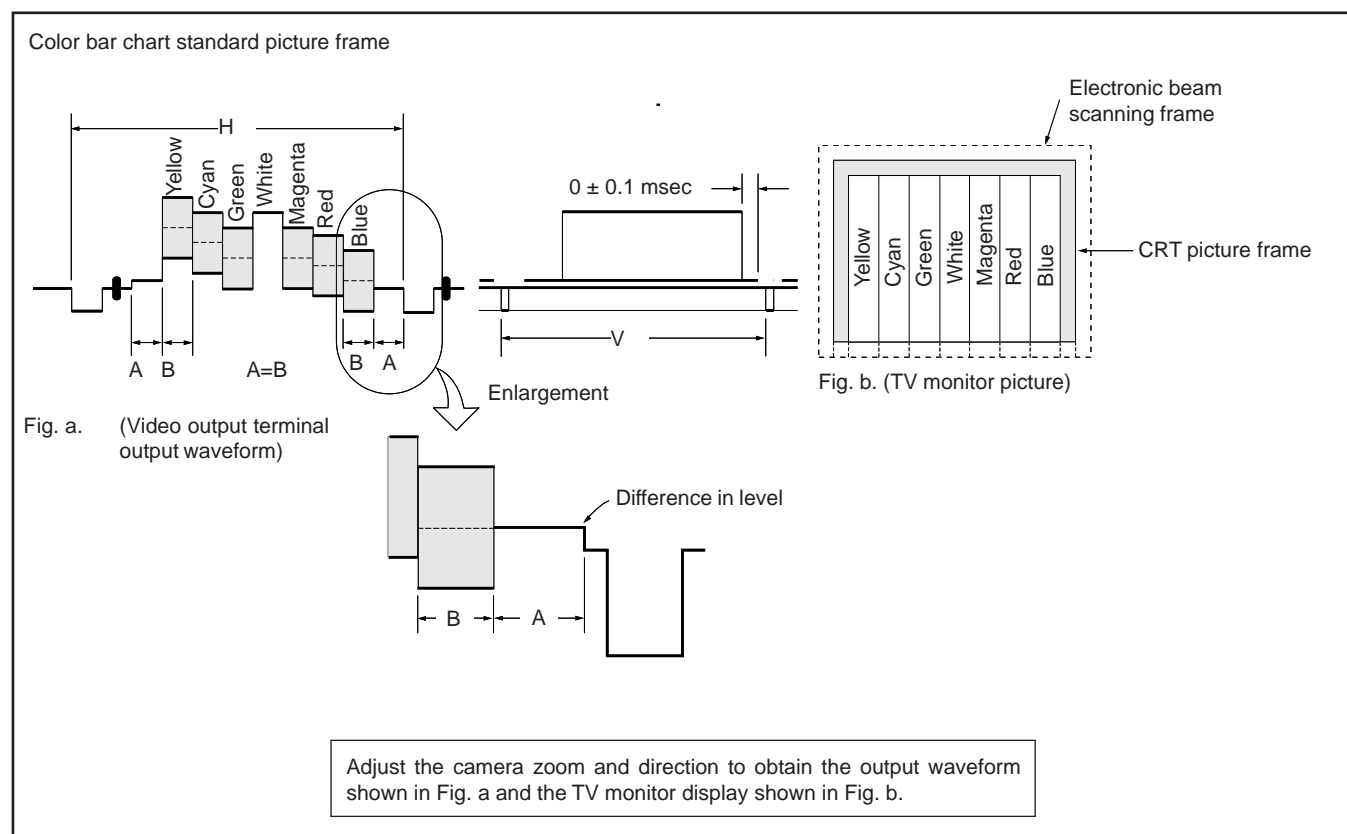 Color bar chart standard picture frame
H
Yellow
Cyan
Green
White
Magenta
Red
Blue
A
B
A=B
B
A
Fig. a.
(Video output terminal
output waveform)
Enlargement
0 ± 0.1 msec
V
Electronic beam
scanning frame
Yellow
Cyan
Green
White
Magenta
Red
Blue
CRT picture frame
Fig. b. (TV monitor picture)
Difference in level
B
A
Adjust the camera zoom and direction to obtain the output waveform
shown in Fig. a and the TV monitor display shown in Fig. b.